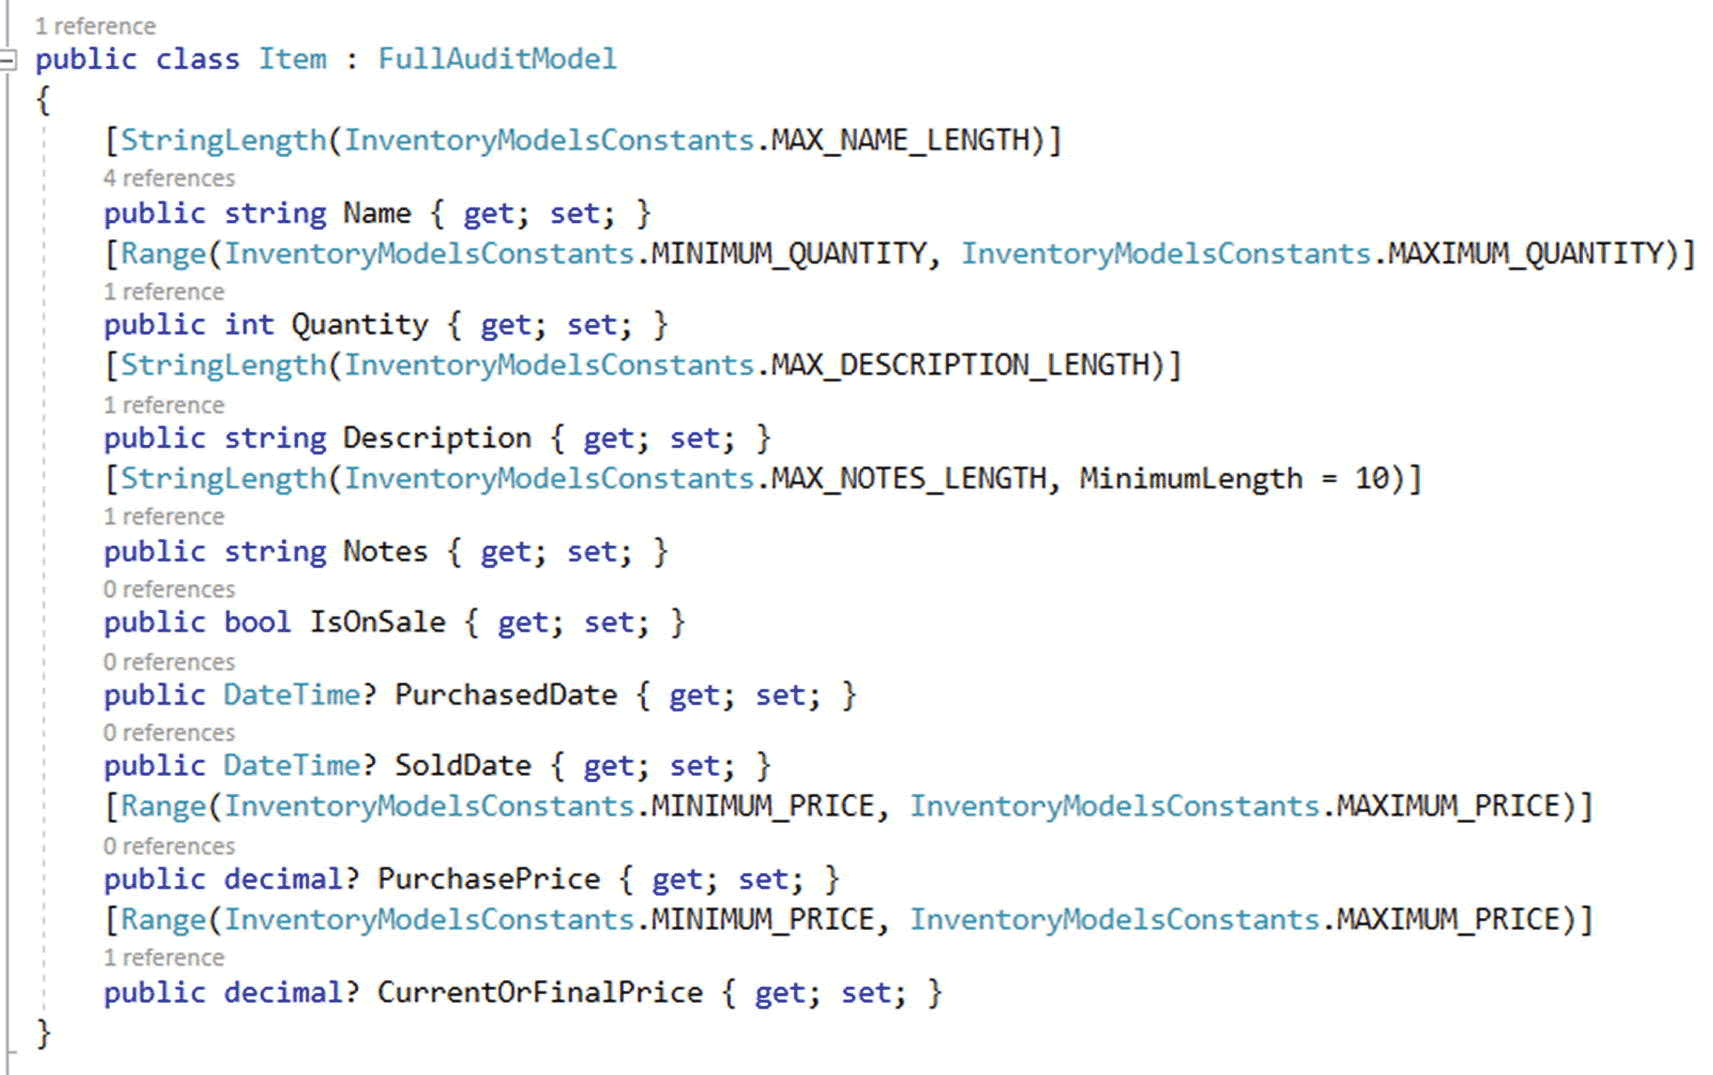 1 reference
public class Item : FullAuditModel
{
[StringLength(InventoryModelsConstants.MAX_NAME_LENGTH)]
4 references
public string Name { get; set; }
[Range(InventoryModelsConstants.MINIMUM_QUANTITY, InventoryModelsConstants.MAXIMUM_QUANTITY)]
1 reference
public int Quantity { get; set; }
[StringLength(InventoryModelsConstants.MAX_DESCRIPTION_LENGTH)]
1 reference
public string Description { get; set; }
[StringLength(InventoryModelsConstants.MAX_NOTES_LENGTH, MinimumLength = 10)]
1 reference
public string Notes { get; set; }
0 references
public bool IsOnSale { get; set; }
0 references
public DateTime? PurchasedDate { get; set; }
0 references
public DateTime? SoldDate { get; set; }
[Range(InventoryModelsConstants.MINIMUM_PRICE, InventoryModelsConstants.MAXIMUM_PRICE)]
0 references
public decimal? PurchasePrice { get; set; }
[Range(InventoryModelsConstants.MINIMUM_PRICE, InventoryModelsConstants.MAXIMUM_PRICE)]
1 reference
public decimal? CurrentOrFinalPrice { get; set; }
}